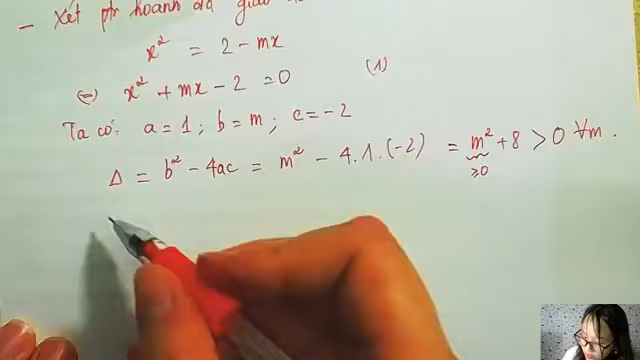 - Xét ptr hoành độ giao
x² = 2 - mx
(=) x² + mx - 2 = 0 (1)
Ta có: a = 1 ; b = m ; c = -2
Δ = b² - 4ac = m² - 4.1.(-2) = m² + 8 > 0 ∀m.
≥0